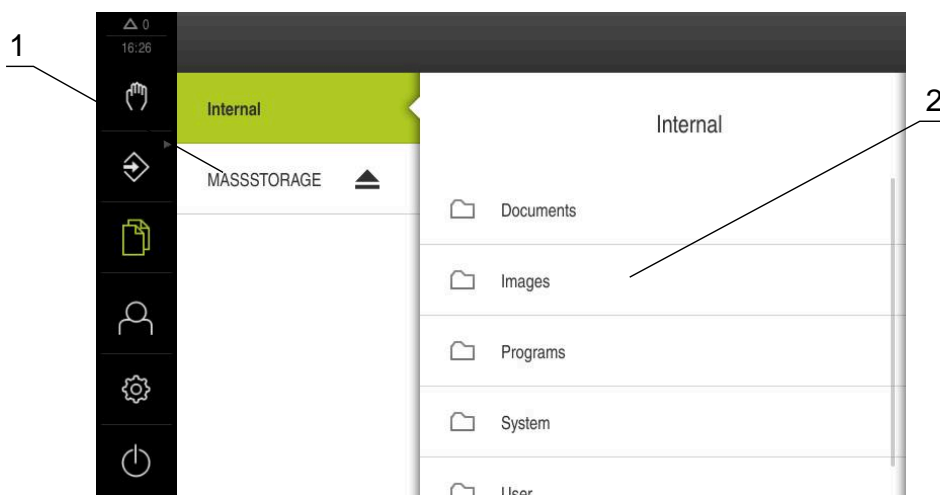 1
0
16:26
Internal
MASSSTORAGE
Internal
2
Documents
Images
Programs
System
User